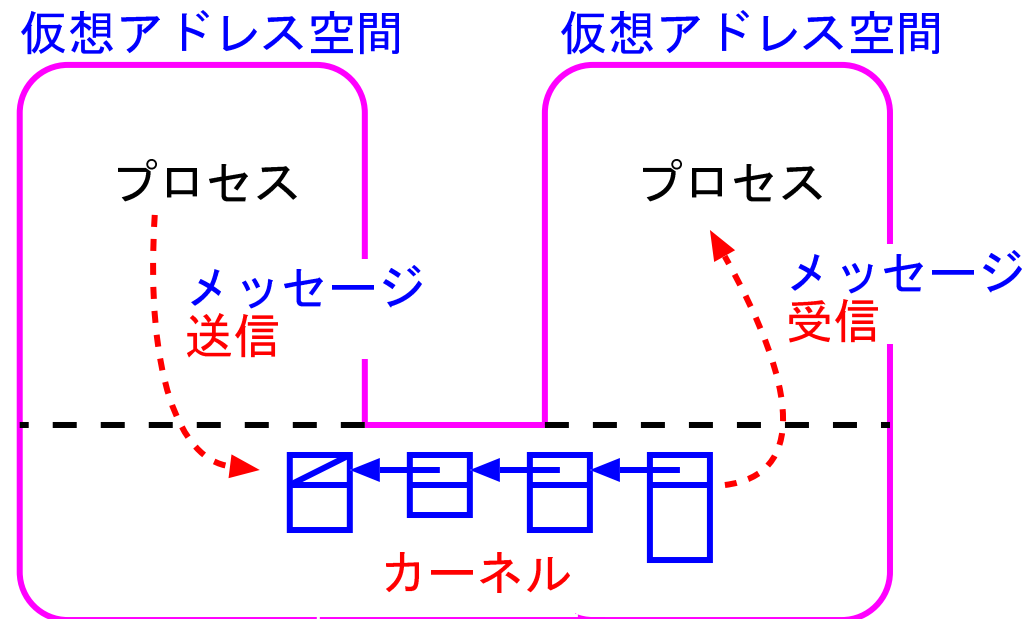 仮想アドレス空間
仮想アドレス空間
プロセス
プロセス
メッセージ
送信
メッセージ
受信
カーネル